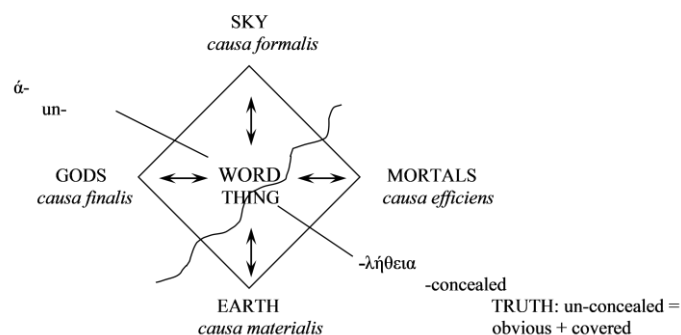 SKY
causa formalis
ά-
un-
GODS
causa finalis
WORD
THING
MORTALS
causa efficiens
-λήθεια
-concealed
EARTH
causa materialis
TRUTH: un-concealed =
obvious + covered